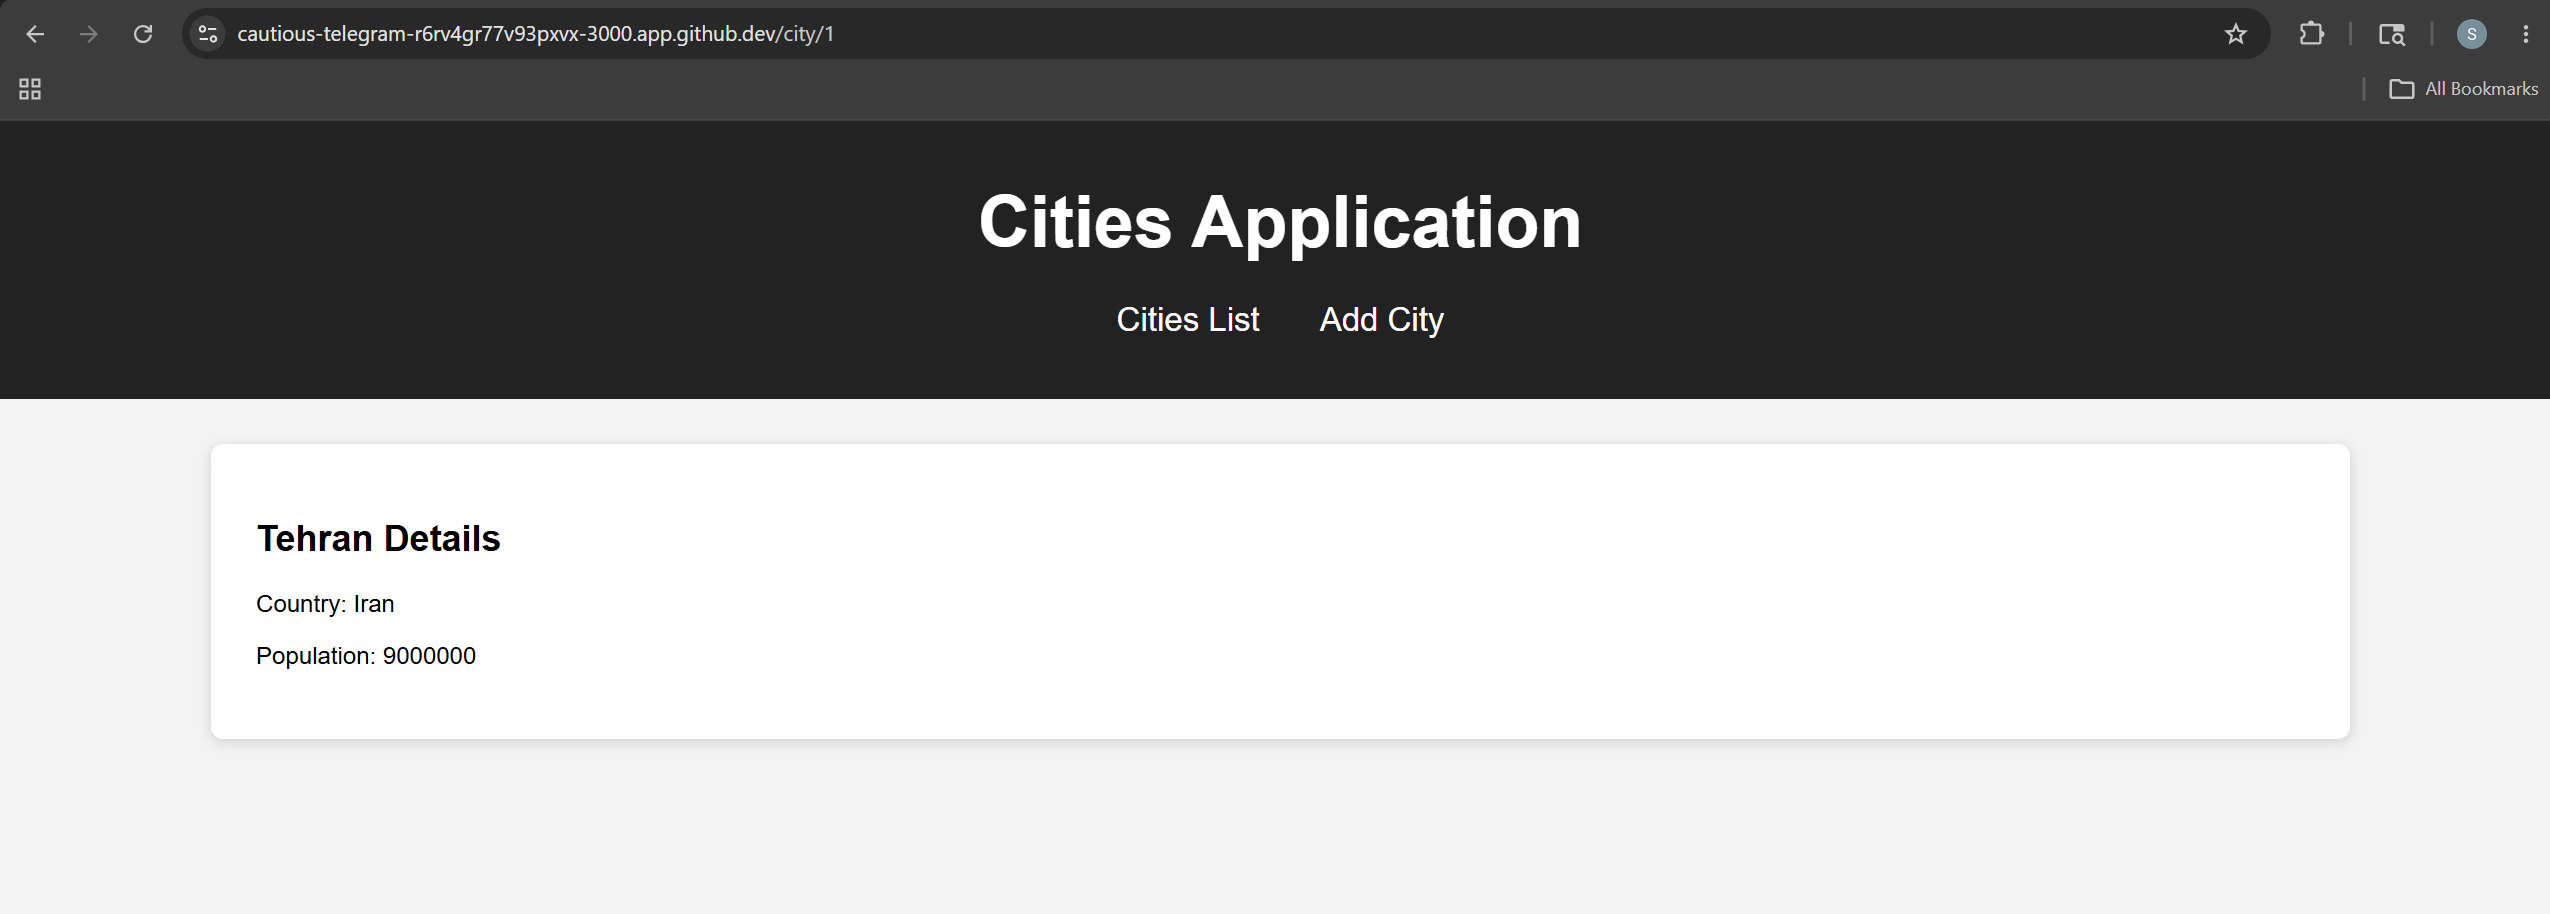 cautious-telegram-r6rv4gr77v93pxvx-3000.app.github.dev/city/1
S
All Bookmarks
Cities Application
Cities List Add City
Tehran Details
Country: Iran
Population: 9000000